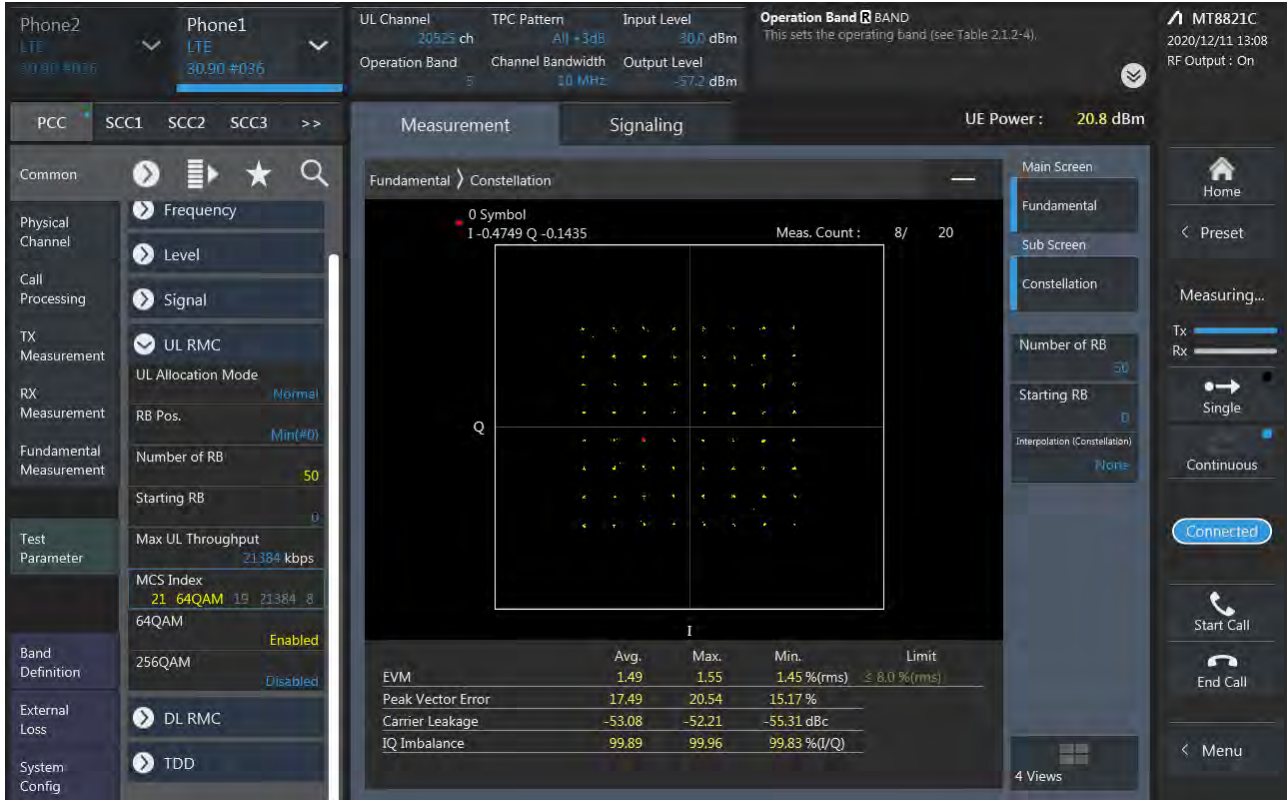 Phone2
LTE
30.90 #036
Phone1
LTE
30.90 #036
UL Channel
20525 ch
TPC Pattern
All +3dB
Input Level
30.0 dBm
Operation Band
5
Channel Bandwidth
10 MHz
Output Level
-57.2 dBm
Operation Band R BAND
This sets the operating band (see Table 2.1.2-4).
MT8821C
2020/12/11 13:08
RF Output : On
PCC SCC1 SCC2 SCC3 >>
Measurement
Signaling
UE Power : 20.8 dBm
Common
Physical
Channel
Call
Processing
TX
Measurement
RX
Measurement
Fundamental
Measurement
Test
Parameter
Band
Definition
External
Loss
System
Config
Frequency
Level
Signal
UL RMC
UL Allocation Mode
Normal
RB Pos.
Min(#0)
Number of RB
50
Starting RB
0
Max UL Throughput
21384 kbps
MCS Index
21 64QAM 19 21384 8
64QAM
Enabled
256QAM
Disabled
DL RMC
TDD
Fundamental Constellation
0 Symbol
I -0.4749 Q -0.1435
Meas. Count : 8/ 20
Q
I
Avg. Max. Min. Limit
EVM 1.49 1.55 1.45 %(rms) ≤ 8.0 %(rms)
Peak Vector Error 17.49 20.54 15.17 %
Carrier Leakage -53.08 -52.21 -55.31 dBc
IQ Imbalance 99.89 99.96 99.83 %(I/Q)
Main Screen
Fundamental
Sub Screen
Constellation
Number of RB
50
Starting RB
0
Interpolation (Constellation)
None
4 Views
Home
< Preset
Measuring...
Tx
Rx
Single
Continuous
Connected
Start Call
End Call
< Menu